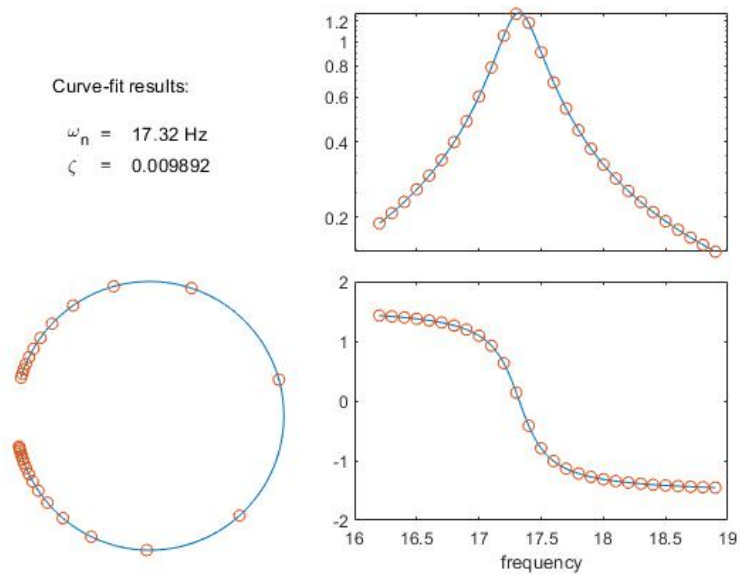 Curve-fit results:
ωn = 17.32 Hz
ζ = 0.009892
1.2
1
0.8
0.6
0.4
0.2
2
1
0
-1
-2
16 16.5 17 17.5 18 18.5 19
frequency